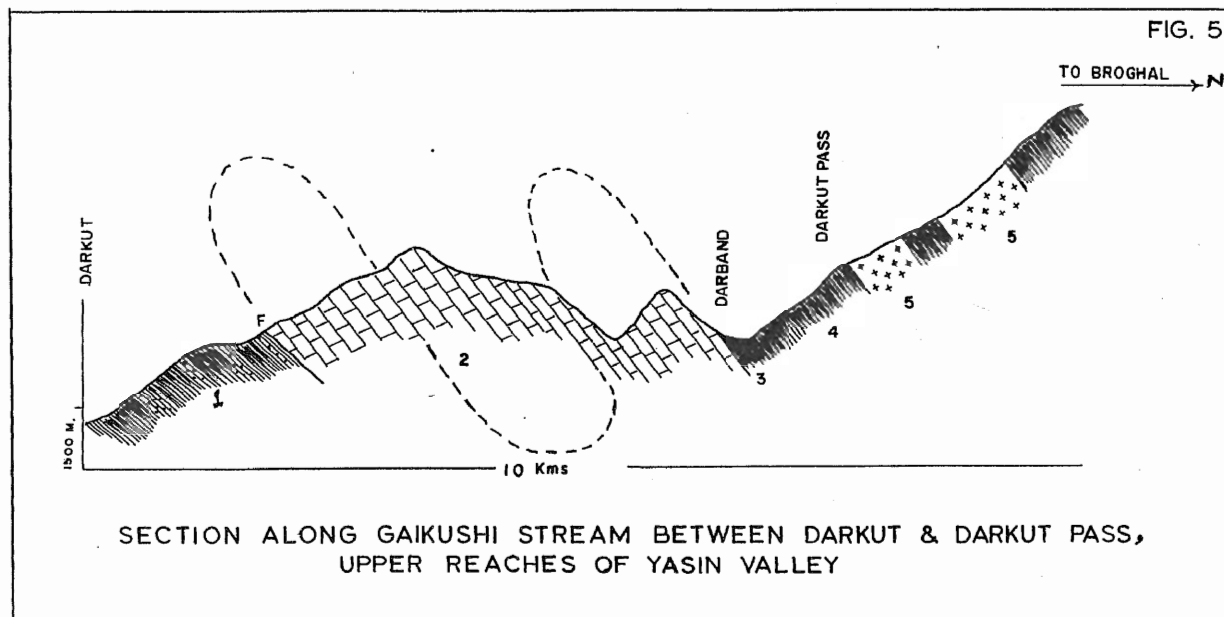 FIG. 5
TO BROGHAL
N
DARKUT
DARBAND
DARKUT PASS
F
1
2
3
4
5
5
1500 M.
10 Kms
SECTION ALONG GAIKUSHI STREAM BETWEEN DARKUT & DARKUT PASS,
UPPER REACHES OF YASIN VALLEY